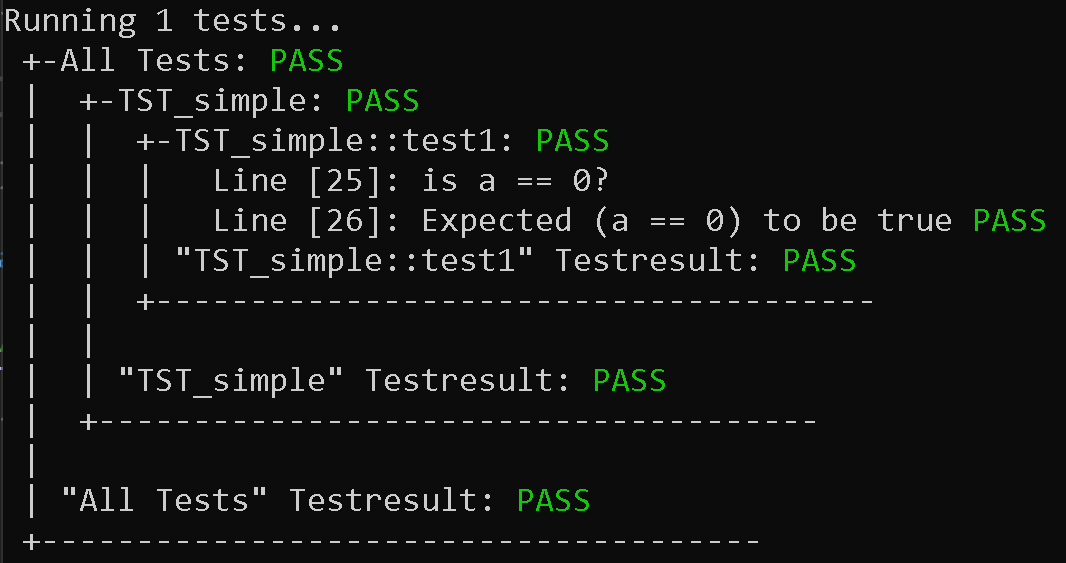 Running 1 tests...
+-All Tests: PASS
|  +-TST_simple: PASS
|  |  +-TST_simple::test1: PASS
|  |  |   Line [25]: is a == 0?
|  |  |   Line [26]: Expected (a == 0) to be true PASS
|  |  | "TST_simple::test1" Testresult: PASS
|  |  +--------------------------------------
|  |
|  | "TST_simple" Testresult: PASS
|  +--------------------------------------
|
| "All Tests" Testresult: PASS
+--------------------------------------